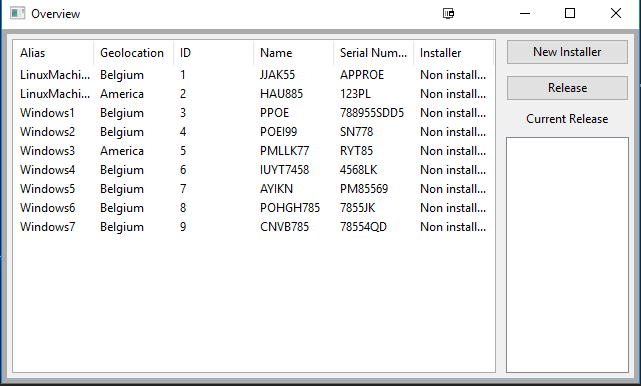 Overview
Alias Geolocation ID Name Serial Num... Installer
LinuxMachi... Belgium 1 JJAK55 APPROE Non install...
LinuxMachi... America 2 HAU885 123PL Non install...
Windows1 Belgium 3 PPOE 788955SDD5 Non install...
Windows2 Belgium 4 POEI99 SN778 Non install...
Windows3 America 5 PMLLK77 RYT85 Non install...
Windows4 Belgium 6 IUYT7458 4568LK Non install...
Windows5 Belgium 7 AYIKN PM85569 Non install...
Windows6 Belgium 8 POHGH785 7855JK Non install...
Windows7 Belgium 9 CNVB785 78554QD Non install...
New Installer
Release
Current Release